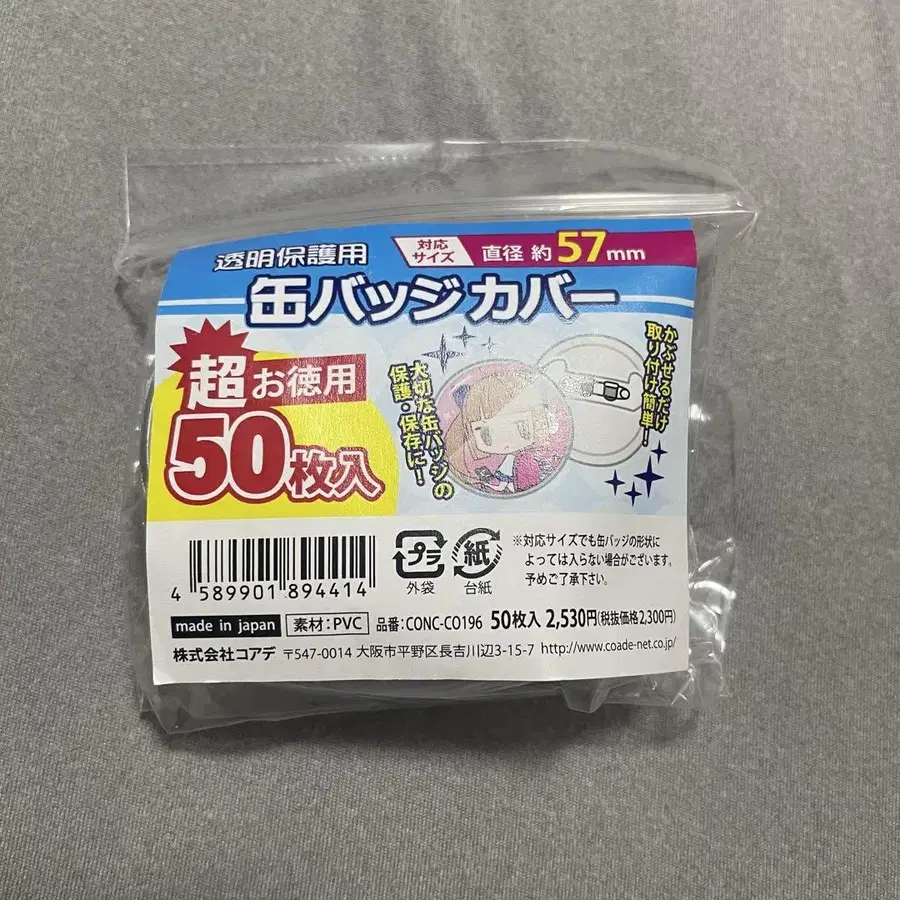 透明保護用
対応
サイズ
直径 約57mm
缶バッジカバー
超お徳用
50枚入
大切な缶バッジの
保護・保存に!
かぶせるだけ
取り付け簡単!
4 589901 894414
プラ
外袋
紙
台紙
※対応サイズでも缶バッジの形状に
よっては入らない場合がございます。
予めご了承下さい。
made in japan 素材:PVC 品番:CONC-CO196 50枚入 2,530円(税抜価格2,300円)
株式会社コアデ 〒547-0014 大阪市平野区長吉川辺3-15-7 http://www.coade-net.co.jp/